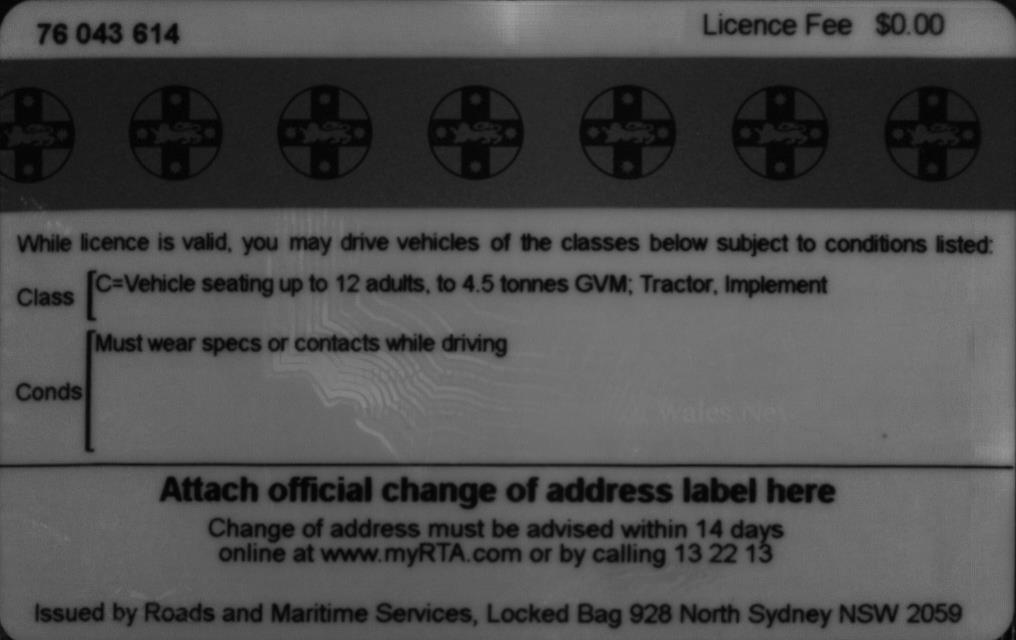 76 043 614
Licence Fee $0.00
While licence is valid, you may drive vehicles of the classes below subject to conditions listed:
Class
C=Vehicle seating up to 12 adults, to 4.5 tonnes GVM; Tractor, Implement
Conds
Must wear specs or contacts while driving
Wales Ne
Attach official change of address label here
Change of address must be advised within 14 days
online at www.myRTA.com or by calling 13 22 13
Issued by Roads and Maritime Services, Locked Bag 928 North Sydney NSW 2059